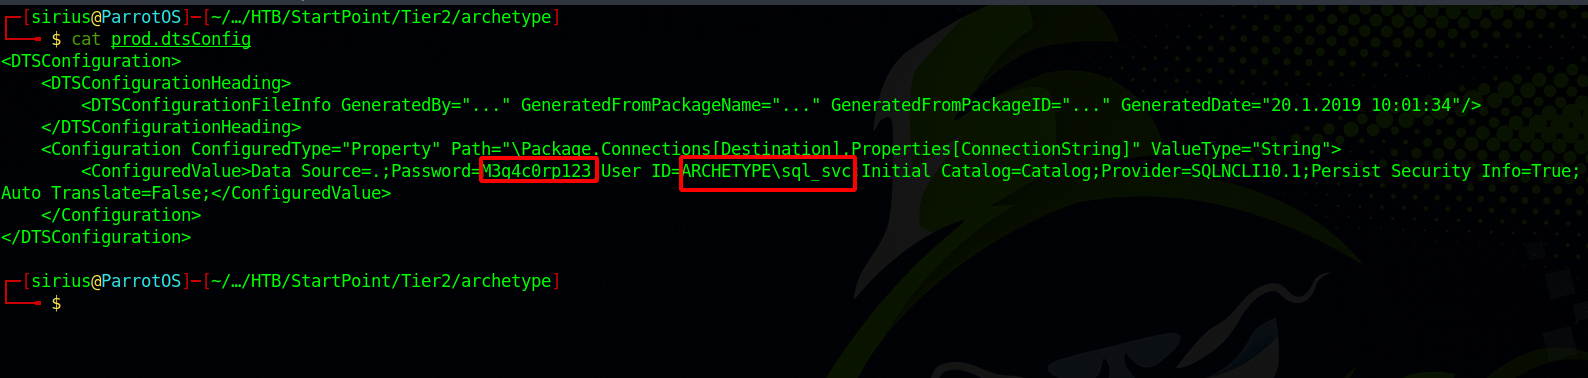 [sirius@ParrotOS]-[~/…/HTB/StartPoint/Tier2/archetype]
$ cat prod.dtsConfig
<DTSConfiguration>
    <DTSConfigurationHeading>
        <DTSConfigurationFileInfo GeneratedBy="..." GeneratedFromPackageName="..." GeneratedFromPackageID="..." GeneratedDate="20.1.2019 10:01:34"/>
    </DTSConfigurationHeading>
    <Configuration ConfiguredType="Property" Path="\Package.Connections[Destination].Properties[ConnectionString]" ValueType="String">
        <ConfiguredValue>Data Source=.;Password=M3g4c0rp123 User ID=ARCHETYPE\sql_svc Initial Catalog=Catalog;Provider=SQLNCLI10.1;Persist Security Info=True;
Auto Translate=False;</ConfiguredValue>
    </Configuration>
</DTSConfiguration>
[sirius@ParrotOS]-[~/…/HTB/StartPoint/Tier2/archetype]
$